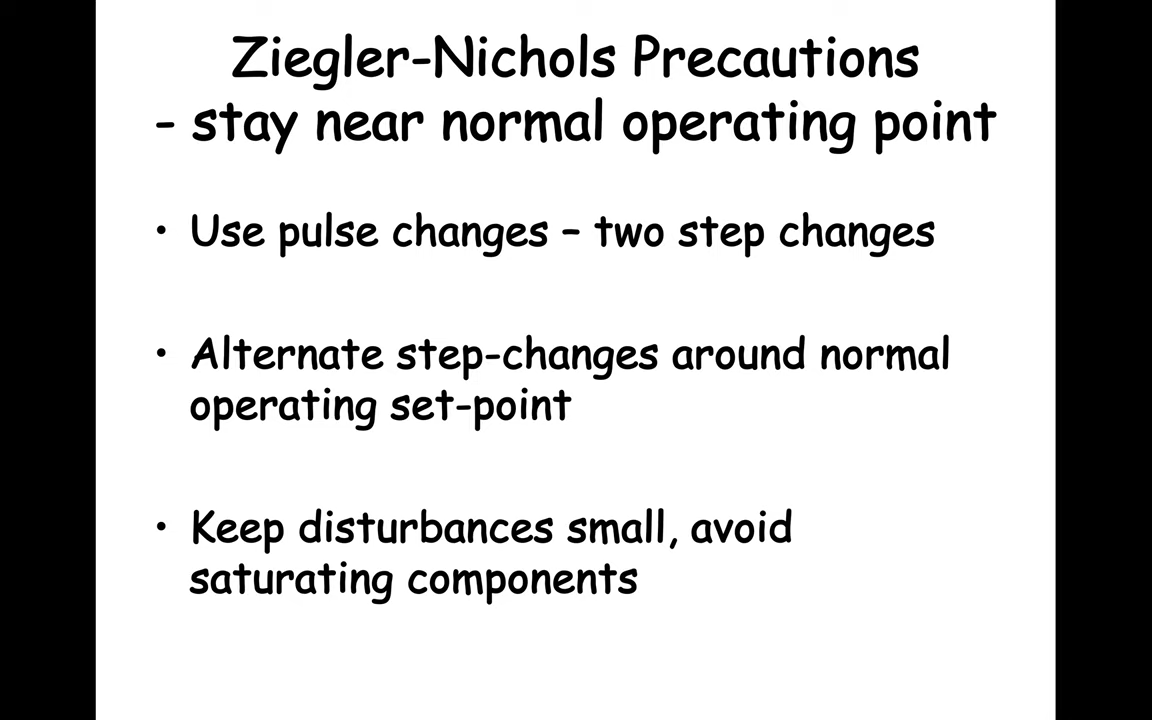 Ziegler-Nichols Precautions
- stay near normal operating point
• Use pulse changes – two step changes
• Alternate step-changes around normal
operating set-point
• Keep disturbances small, avoid
saturating components